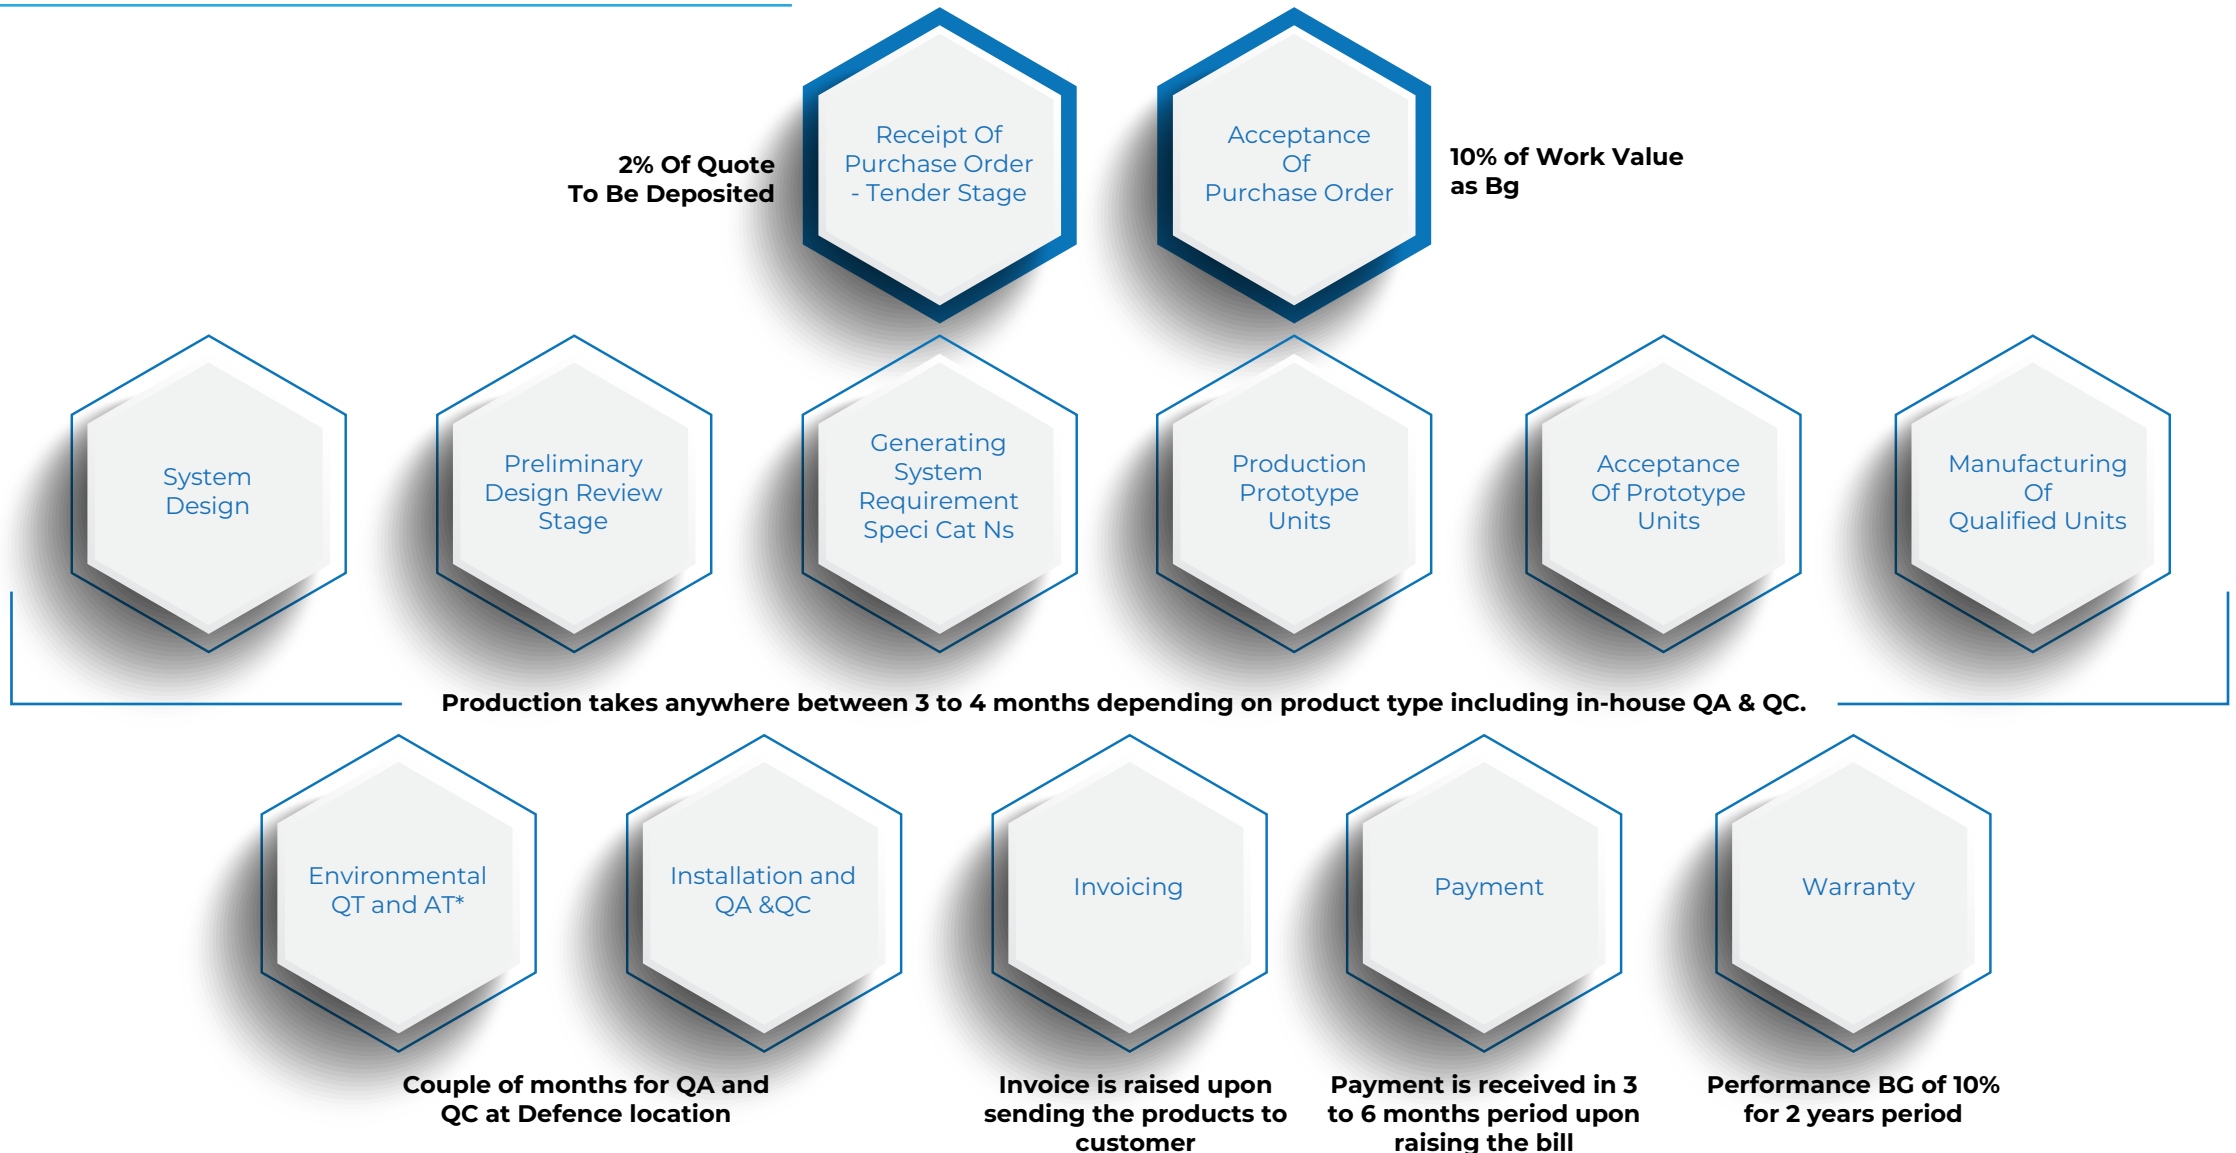 2% Of Quote
To Be Deposited
Receipt Of
Purchase Order
- Tender Stage
Acceptance
Of
Purchase Order
10% of Work Value
as Bg
System
Design
Preliminary
Design Review
Stage
Generating
System
Requirement
Speci Cat Ns
Production
Prototype
Units
Acceptance
Of Prototype
Units
Manufacturing
Of
Qualified Units
Production takes anywhere between 3 to 4 months depending on product type including in-house QA & QC.
Environmental
QT and AT*
Installation and
QA &QC
Invoicing
Payment
Warranty
Couple of months for QA and
QC at Defence location
Invoice is raised upon
sending the products to
customer
Payment is received in 3
to 6 months period upon
raising the bill
Performance BG of 10%
for 2 years period